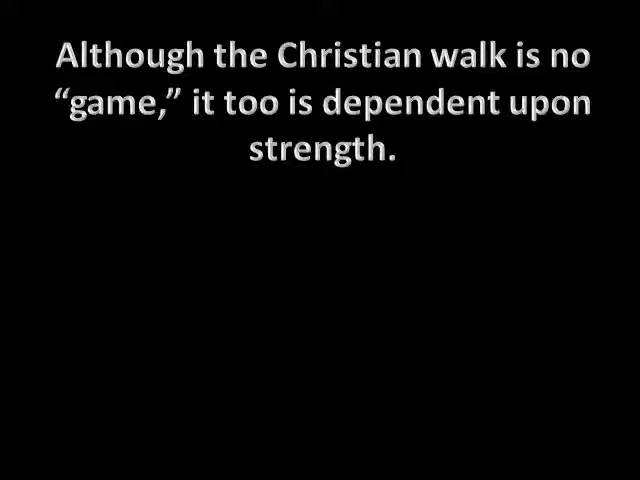 Although the Christian walk is no
“game,” it too is dependent upon
strength.